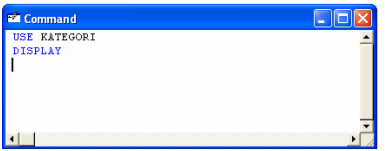 Command
USE KATEGORI
DISPLAY